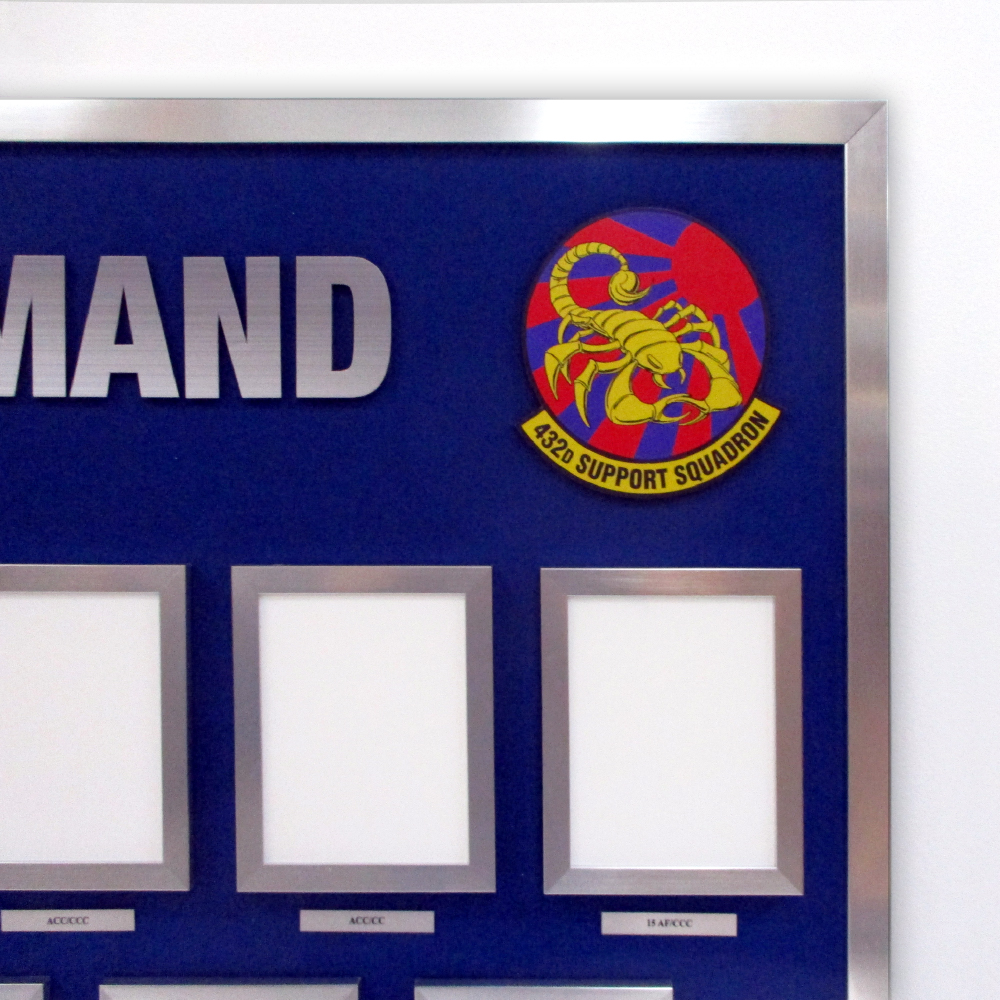 MAND
432D SUPPORT SQUADRON
ACC/CCC
ACC/CC
15 AF/CCC